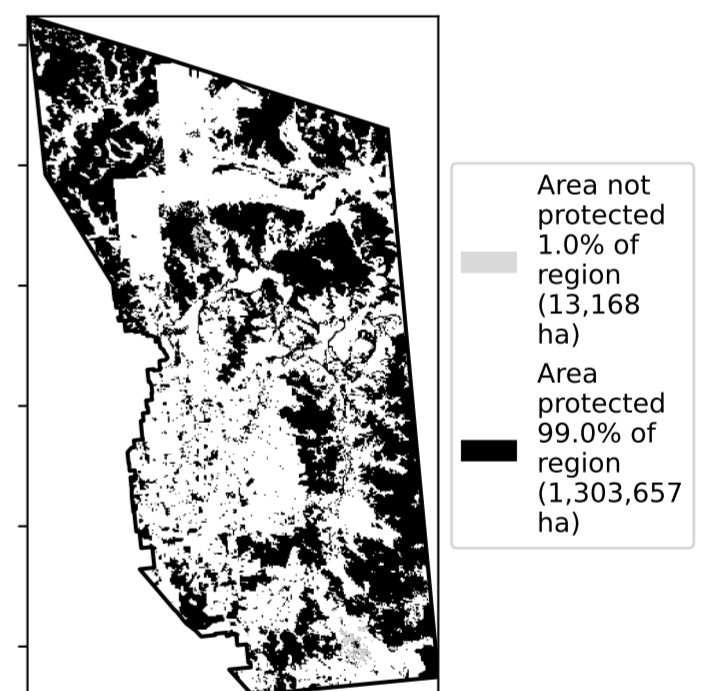 Area not
protected
1.0% of
region
(13,168
ha)
Area
protected
99.0% of
region
(1,303,657
ha)